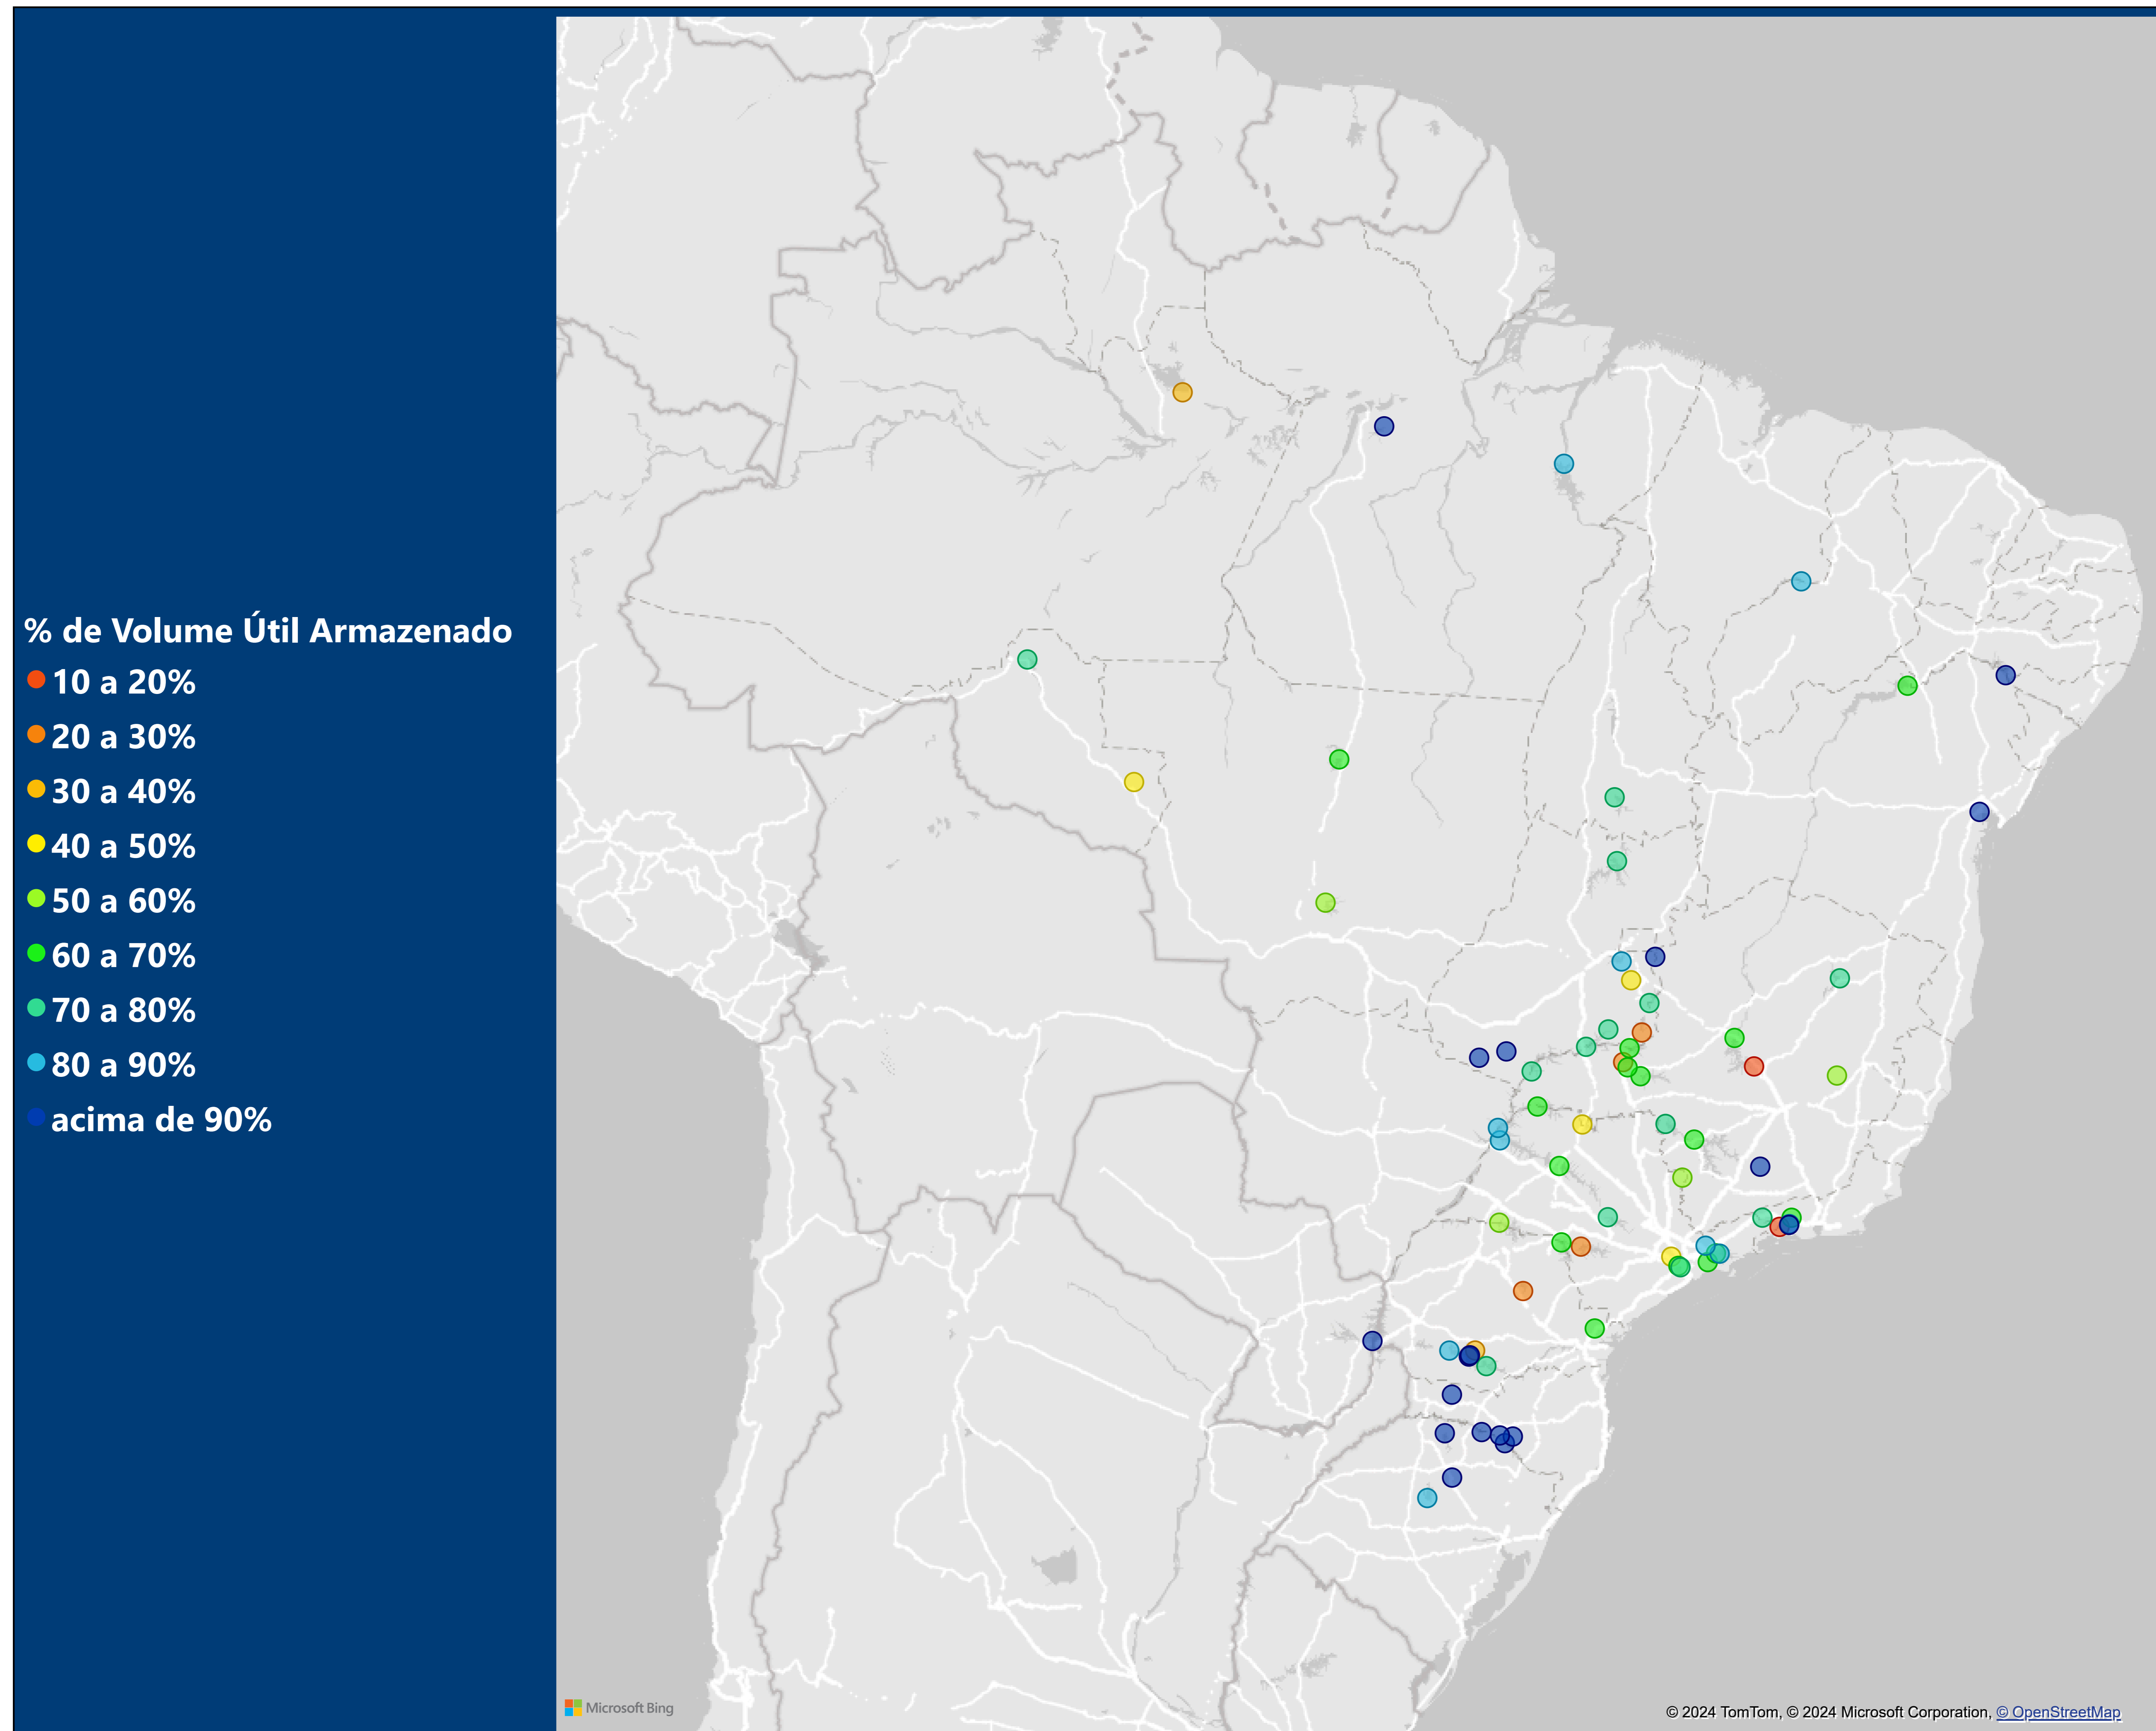 % de Volume Útil Armazenado
10 a 20%
20 a 30%
30 a 40%
40 a 50%
50 a 60%
60 a 70%
70 a 80%
80 a 90%
acima de 90%
Microsoft Bing
© 2024 TomTom, © 2024 Microsoft Corporation, © OpenStreetMap